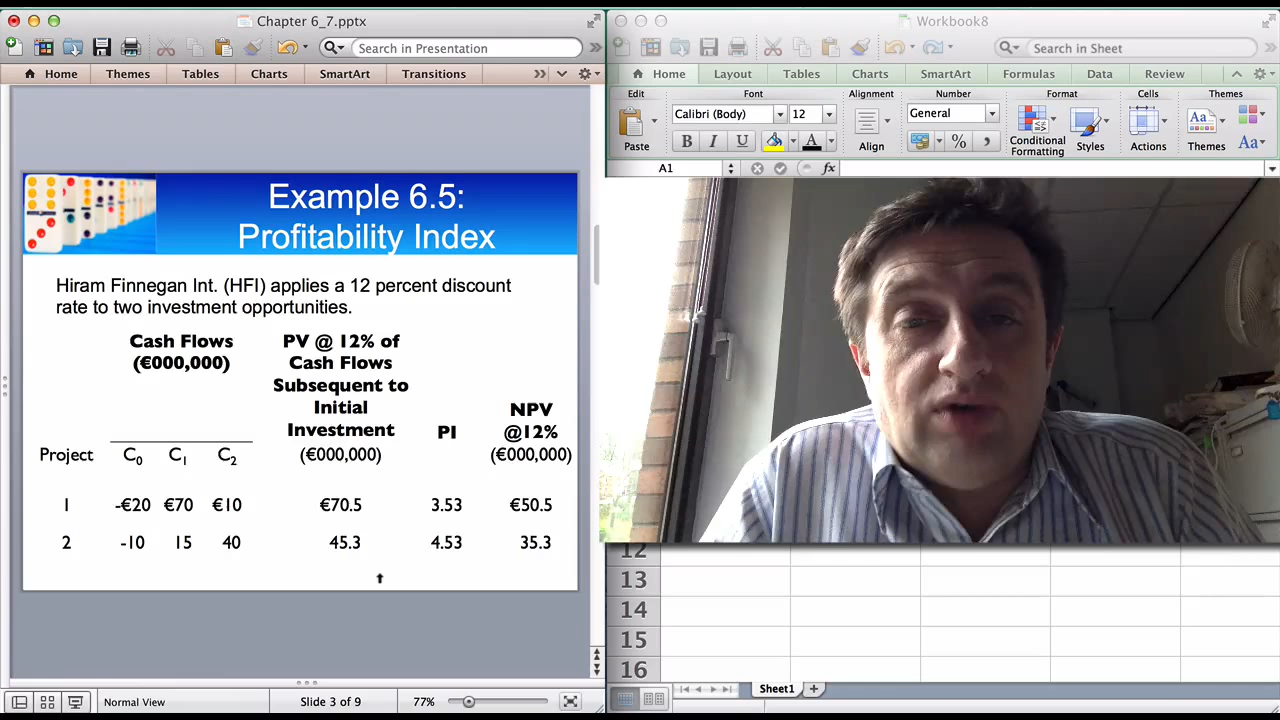 Chapter 6_7.pptx
Search in Presentation
Home Themes Tables Charts SmartArt Transitions
Example 6.5:
Profitability Index
Hiram Finnegan Int. (HFI) applies a 12 percent discount
rate to two investment opportunities.
Cash Flows
(€000,000)
PV @ 12% of
Cash Flows
Subsequent to
Initial
Investment
(€000,000)
PI
NPV
@12%
(€000,000)
Project C0 C1 C2
1 -€20 €70 €10 €70.5 3.53 €50.5
2 -10 15 40 45.3 4.53 35.3
Normal View Slide 3 of 9 77%
Workbook8
Search in Sheet
Home Layout Tables Charts SmartArt Formulas Data Review
Edit Font Alignment Number Format Cells Themes
Calibri (Body) 12 General
Paste B I U A Align % Conditional
Formatting Styles Actions Themes
Aa
Aa
A1 fx
12
13
14
15
16
Sheet1